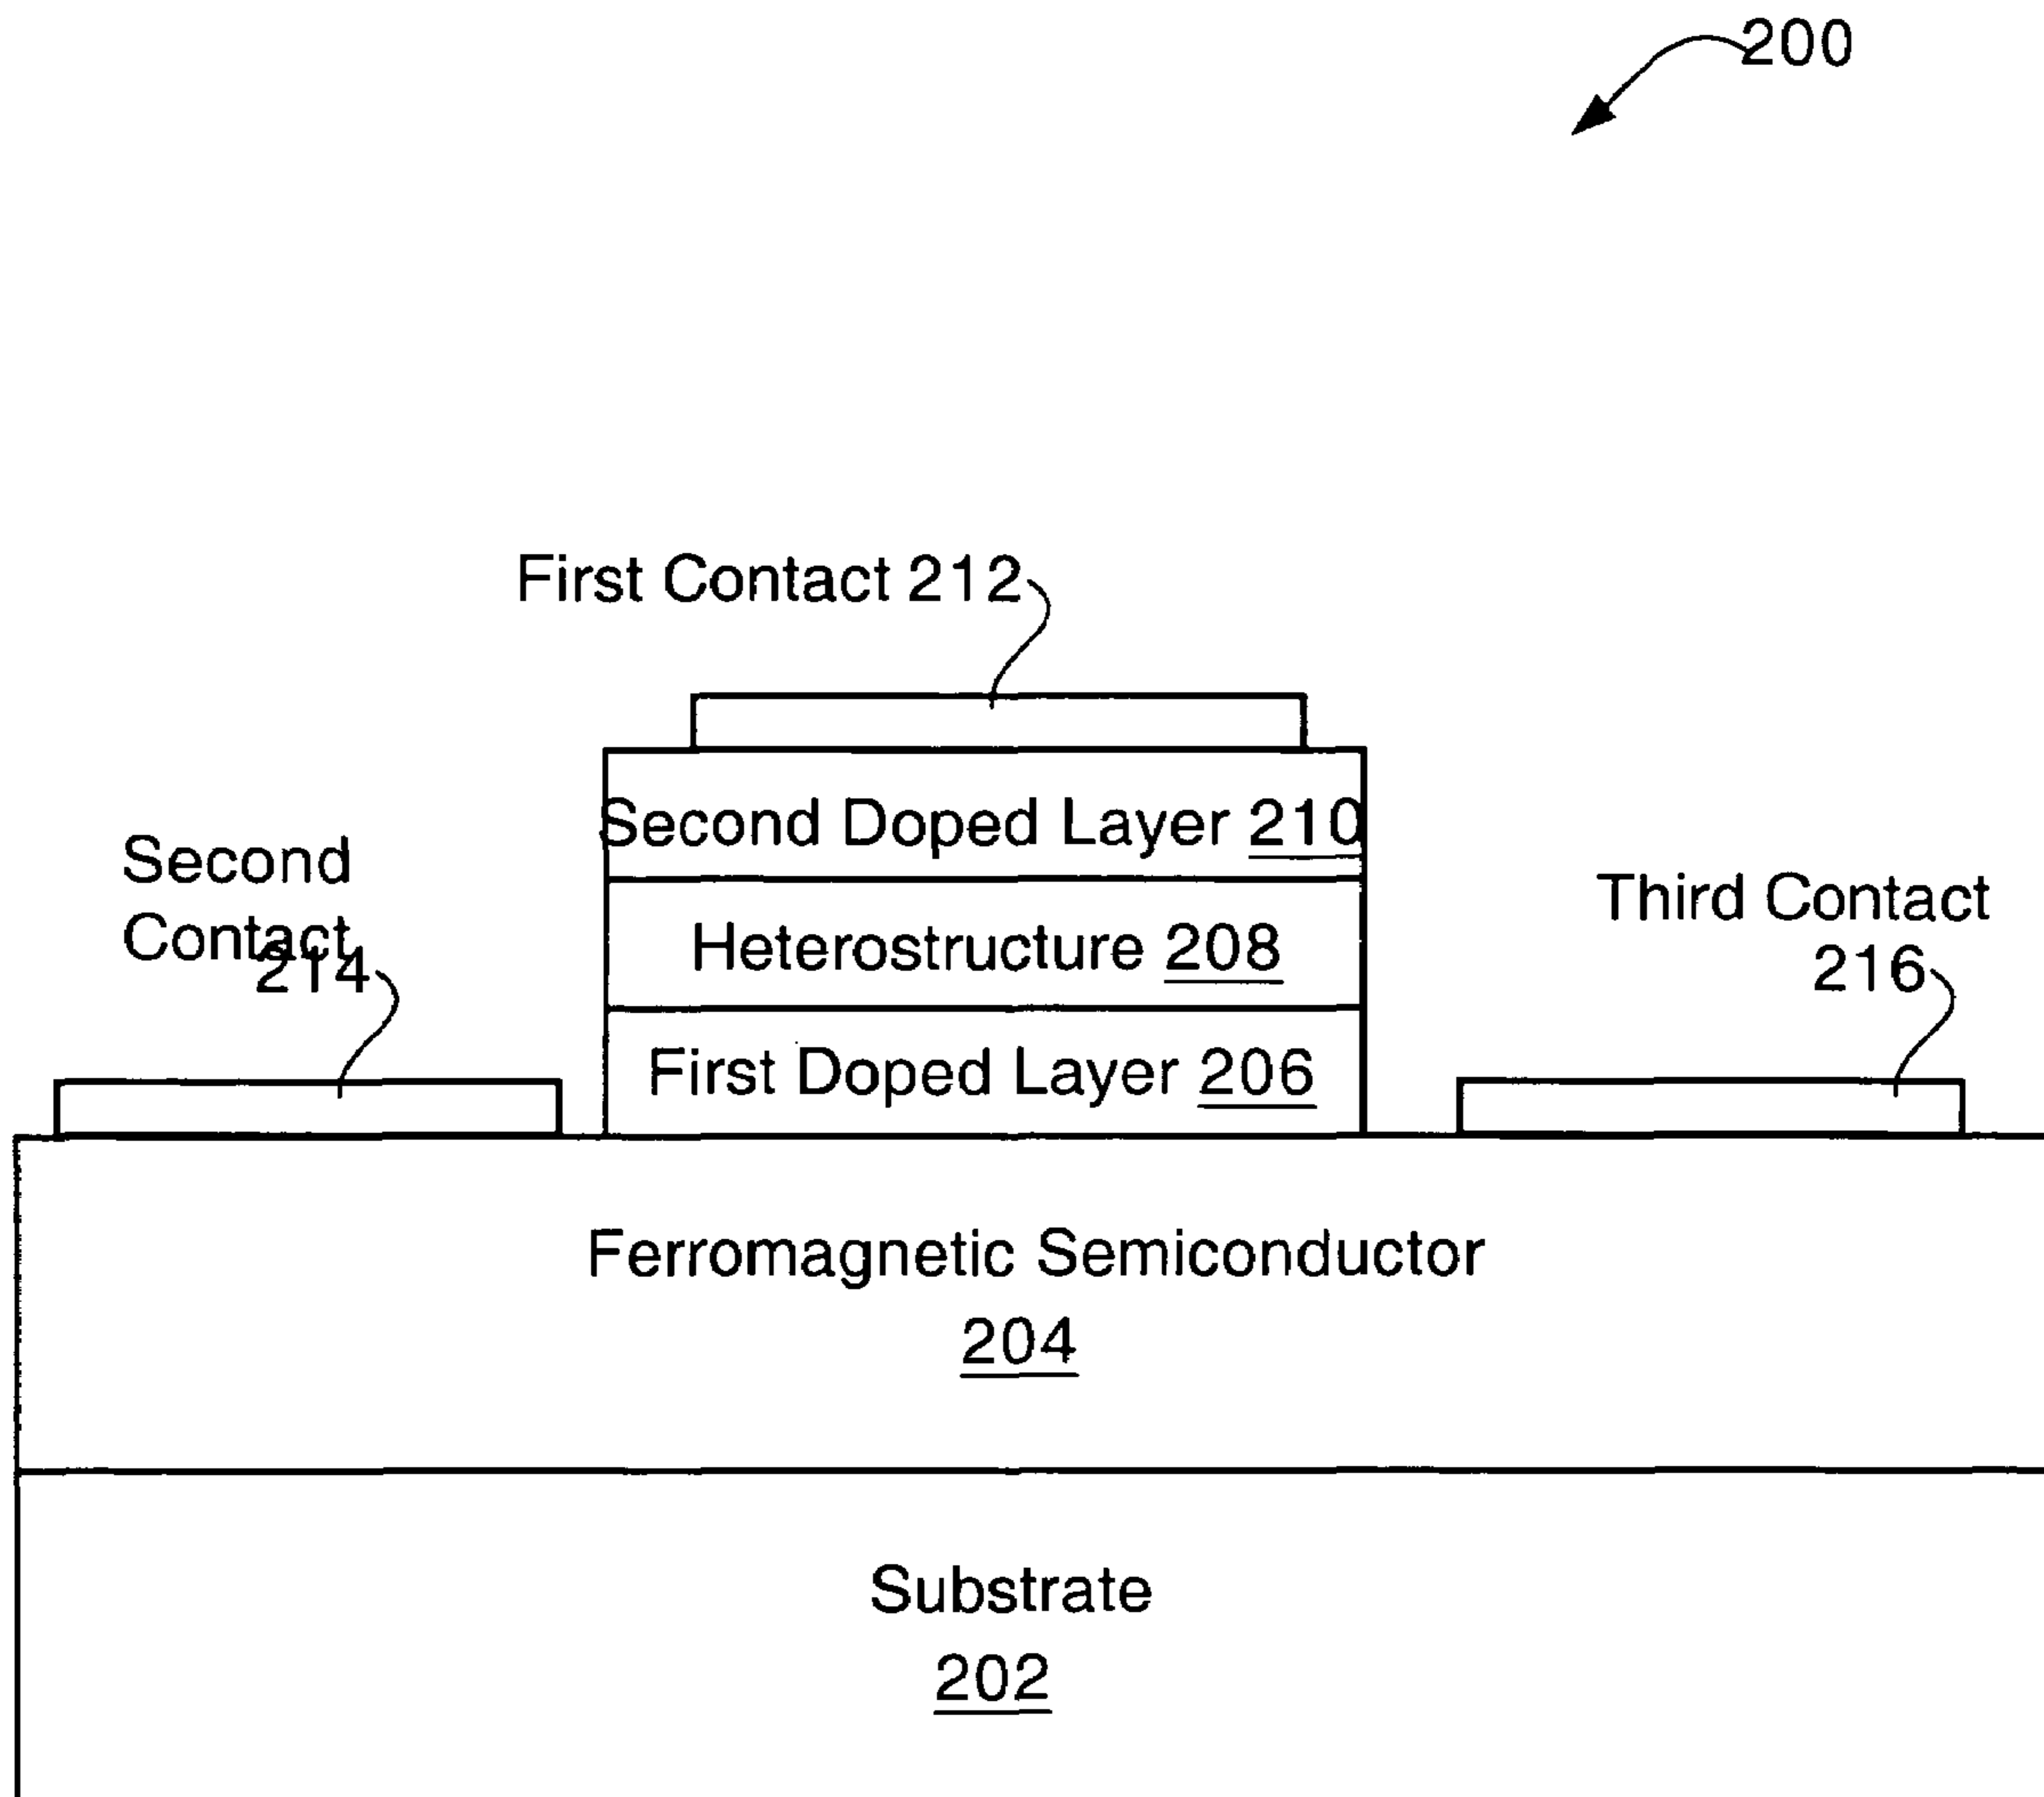 200
First Contact 212
Second Doped Layer 210
Second
Contact
214
Heterostructure 208
Third Contact
216
First Doped Layer 206
Ferromagnetic Semiconductor
204
Substrate
202